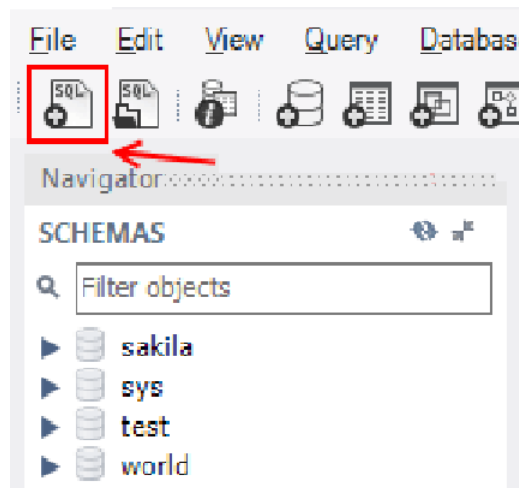 File Edit View Query Databas
SQL SQL
Navigator
SCHEMAS
Filter objects
sakila
sys
test
world